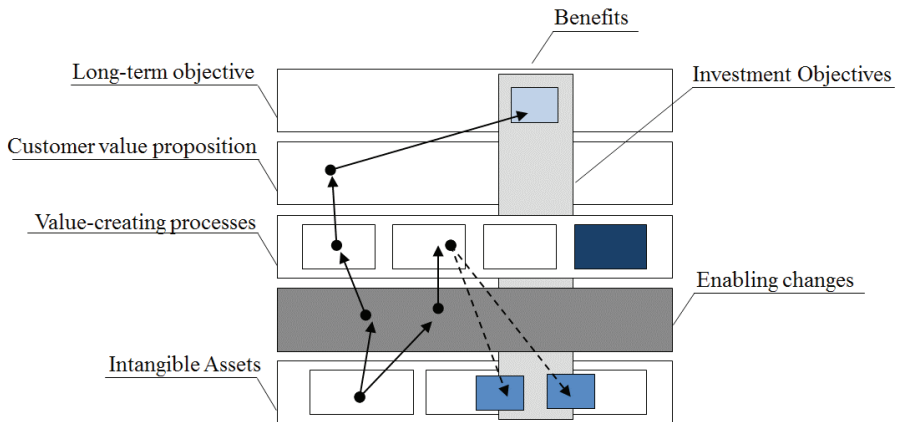 Benefits
Long-term objective
Investment Objectives
Customer value proposition
Value-creating processes
Enabling changes
Intangible Assets